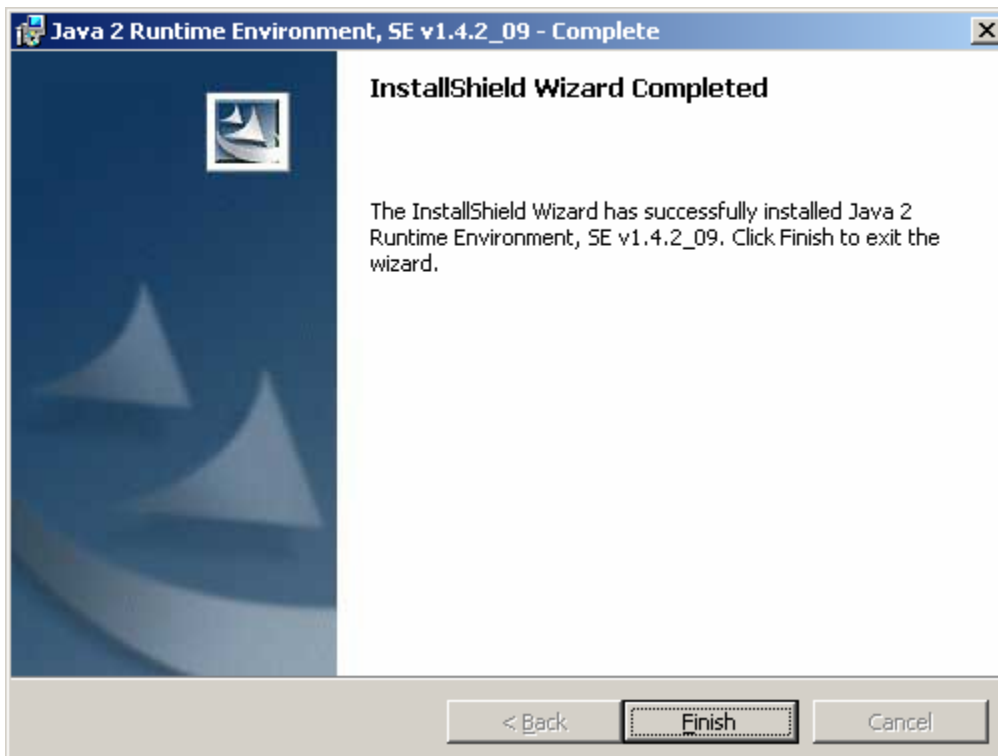 Java 2 Runtime Environment, SE v1.4.2_09 - Complete
InstallShield Wizard Completed
The InstallShield Wizard has successfully installed Java 2
Runtime Environment, SE v1.4.2_09. Click Finish to exit the
wizard.
< Back
Finish
Cancel